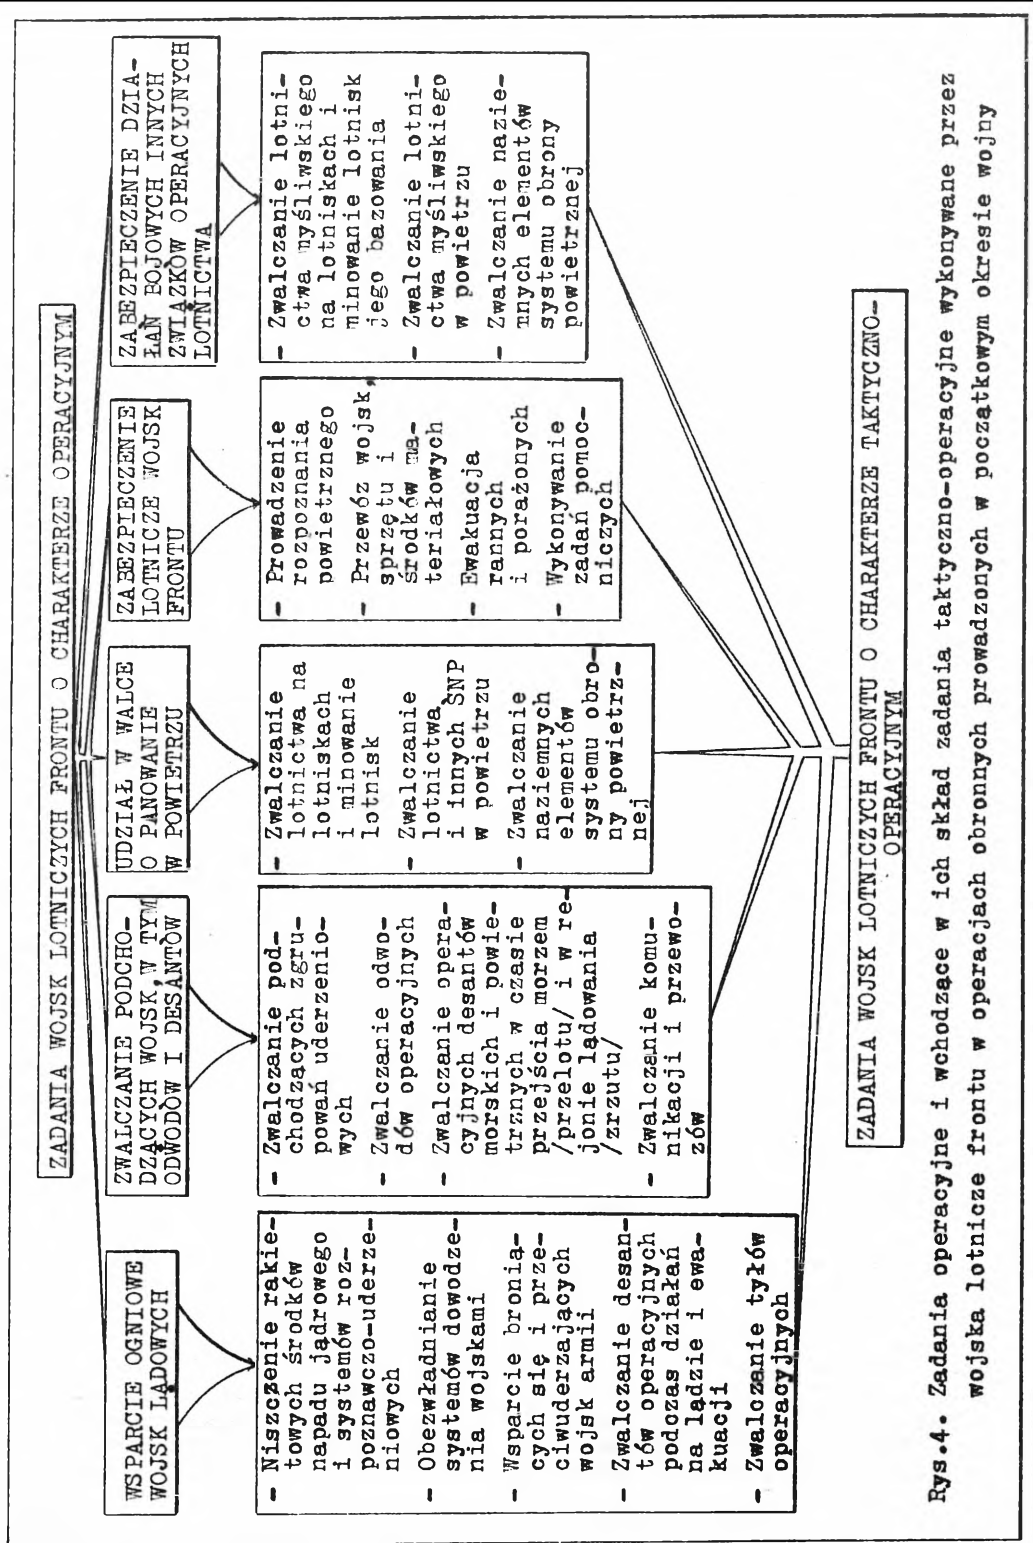 ZADANIA WOJSK LOTNICZYCH FRONTU O CHARAKTERZE OPERACYJNYM
WSPARCIE OGNIOWE
WOJSK LĄDOWYCH
- Niszczenie rakie-
towych środków
napadu jądrowego
i systemów roz-
poznawczo-uderze-
niowych
- Obezwładnianie
systemów dowodze-
nia wojskami
- Wsparcie bronią-
cych się i prze-
ciwuderzających
wojsk armii
- Zwalczanie desan-
tów operacyjnych
podczas działań
na lądzie i ewa-
kuacji
- Zwalczanie tyłów
operacyjnych
ZWALCZANIE PODCHO-
DZĄCYCH WOJSK, W TYM
ODWODÓW I DESANTÓW
- Zwalczanie pod-
chodzących zgru-
powań uderzenio-
wych
- Zwalczanie odwo-
dów operacyjnych
- Zwalczanie opera-
cyjnych desantów
morskich i powie-
trznych w czasie
przejścia morzem
/przelotu/ i w re-
jonie lądowania
/zrzutu/
- Zwalczanie komu-
nikacji i przewo-
zów
UDZIAŁ W WALCE
O PANOWANIE
W POWIETRZU
- Zwalczanie
lotnictwa na
lotniskach
i minowanie
lotnisk
- Zwalczanie
lotnictwa
i innych ŚNP
w powietrzu
- Zwalczanie
naziemnych
elementów
systemu obro-
ny powietrz-
nej
ZABEZPIECZENIE
LOTNICZE WOJSK
FRONTU
- Prowadzenie
rozpoznania
powietrznego
- Przewóz wojsk,
sprzętu i
środków ma-
teriałowych
- Ewakuacja
rannych
i porażonych
- Wykonywanie
zadań pomoc-
niczych
ZABEZPIECZENIE DZIA-
ŁAŃ BOJOWYCH INNYCH
ZWIĄZKÓW OPERACYJNYCH
LOTNICTWA
- Zwalczanie lotni-
ctwa myśliwskiego
na lotniskach i
minowanie lotnisk
jego bazowania
- Zwalczanie lotni-
ctwa myśliwskiego
w powietrzu
- Zwalczanie nazie-
mnych elementów
systemu obrony
powietrznej
ZADANIA WOJSK LOTNICZYCH FRONTU O CHARAKTERZE TAKTYCZNO-
OPERACYJNYM
Rys.4. Zadania operacyjne i wchodzące w ich skład zadania taktyczno-operacyjne wykonywane przez
wojska lotnicze frontu w operacjach obronnych prowadzonych w początkowym okresie wojny